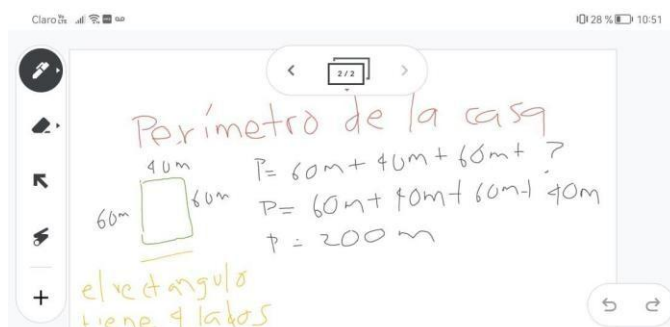 Claro 28 % 10:51
2 / 2
Perímetro de la casa
40m
P= 60m+ 40m+ 60m+ ?
60m 60m
P= 60m+ 40m+ 60m+ 40m
P = 200 m
el rectangulo
tiene 4 lados